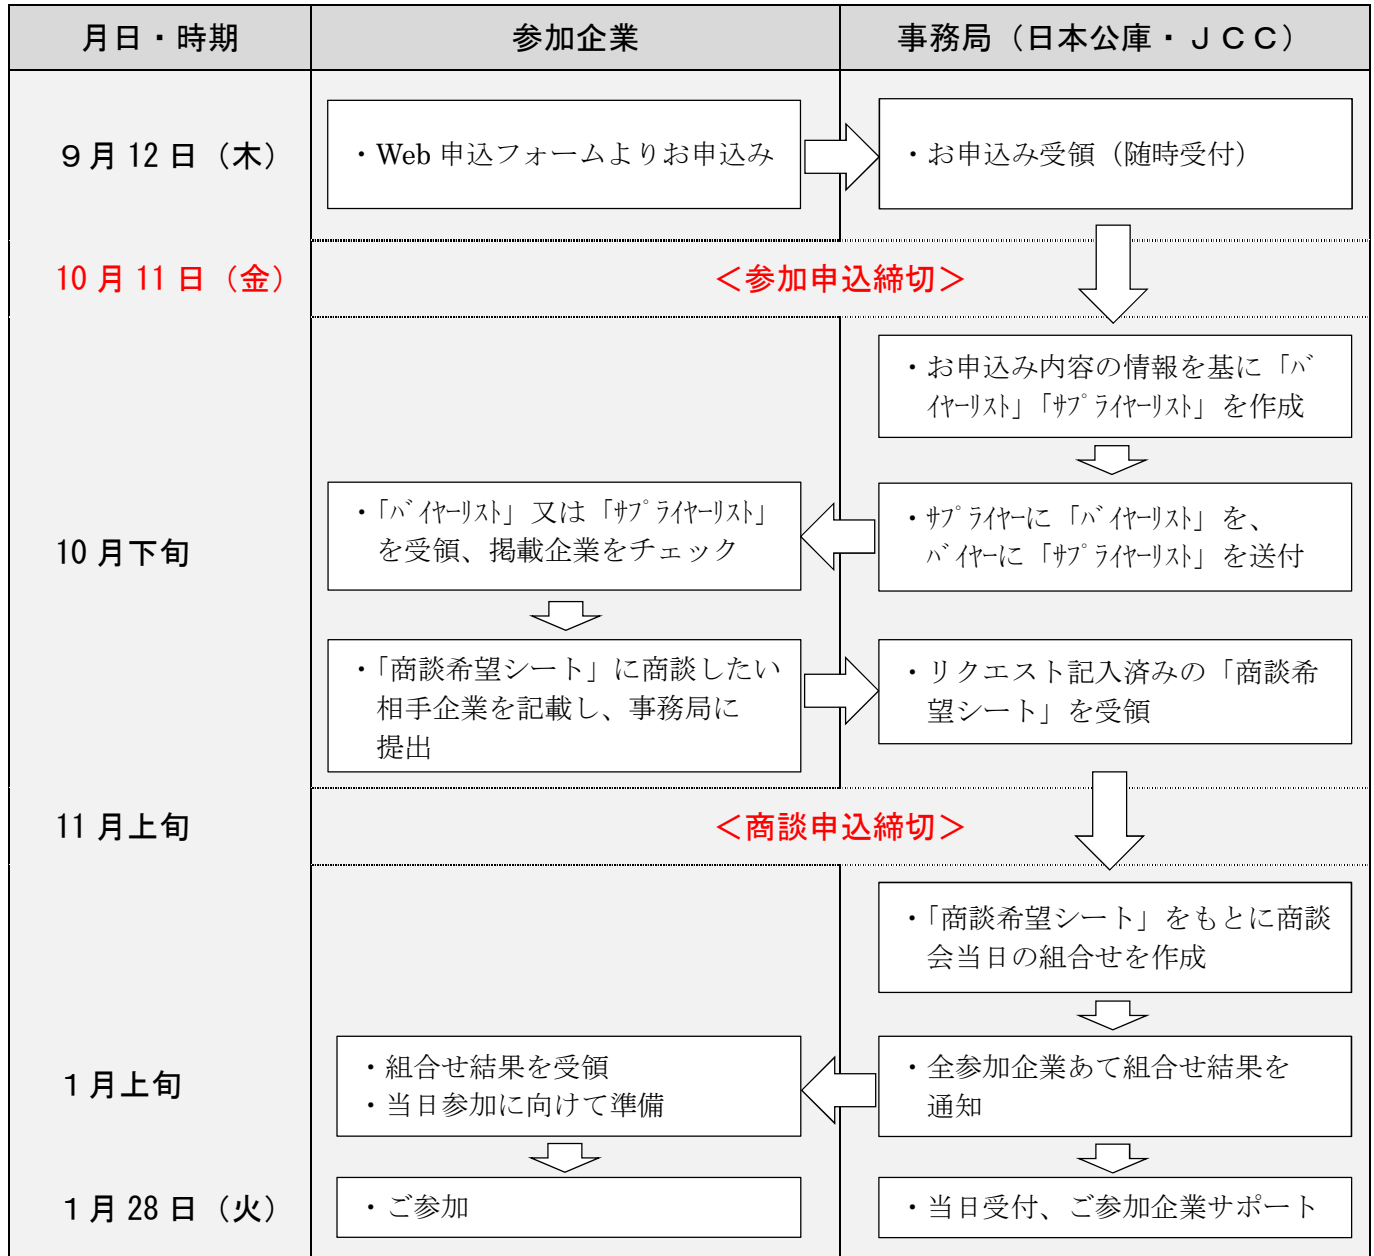 月日・時期
参加企業
事務局（日本公庫・ＪＣＣ）
９月 12 日（木）
・Web 申込フォームよりお申込み
・お申込み受領（随時受付）
10 月 11 日（金）
＜参加申込締切＞
・お申込み内容の情報を基に「ﾊﾞ
ｲﾔｰﾘｽﾄ」「ｻﾌﾟﾗｲﾔｰﾘｽﾄ」を作成
10 月下旬
・「ﾊﾞｲﾔｰﾘｽﾄ」又は「ｻﾌﾟﾗｲﾔｰﾘｽﾄ」
を受領、掲載企業をチェック
・ｻﾌﾟﾗｲﾔｰに「ﾊﾞｲﾔｰﾘｽﾄ」を、
ﾊﾞｲﾔｰに「ｻﾌﾟﾗｲﾔｰﾘｽﾄ」を送付
・「商談希望シート」に商談したい
相手企業を記載し、事務局に
提出
・リクエスト記入済みの「商談希
望シート」を受領
11 月上旬
＜商談申込締切＞
・「商談希望シート」をもとに商談
会当日の組合せを作成
１月上旬
・組合せ結果を受領
・当日参加に向けて準備
・全参加企業あて組合せ結果を
通知
１月 28 日（火）
・ご参加
・当日受付、ご参加企業サポート